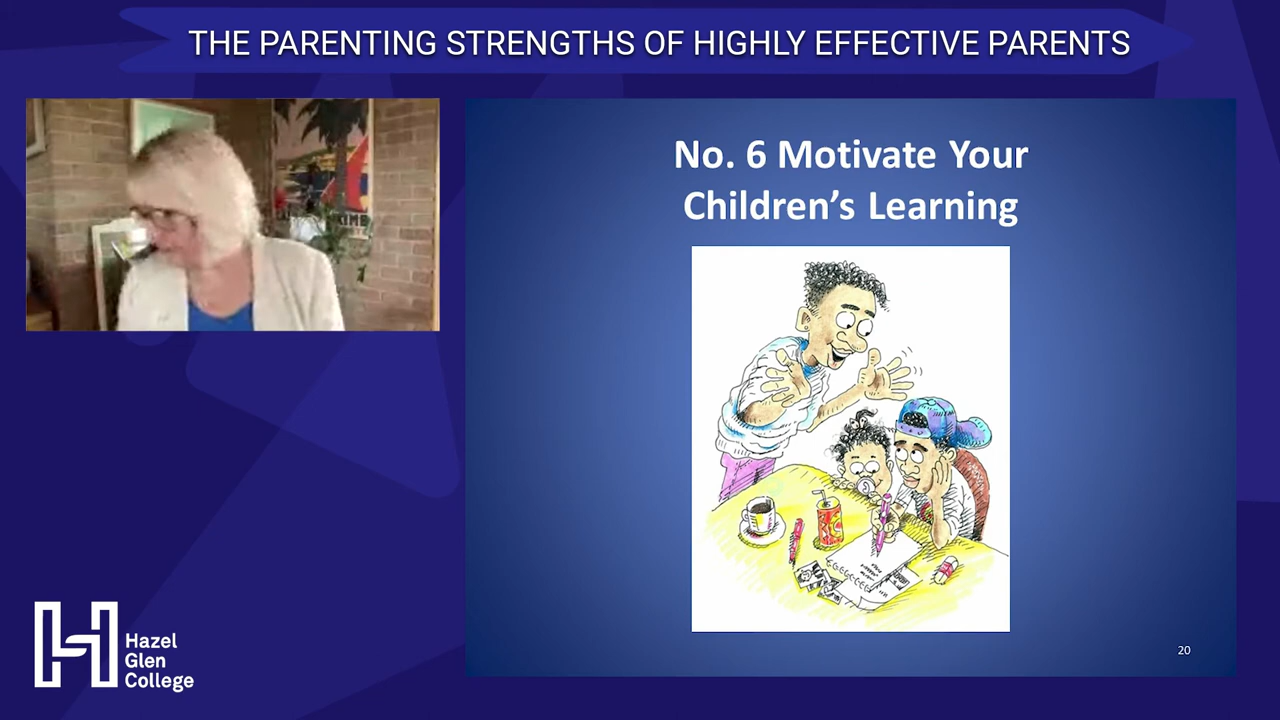 THE PARENTING STRENGTHS OF HIGHLY EFFECTIVE PARENTS
No. 6 Motivate Your
Children’s Learning
20
Hazel
Glen
College